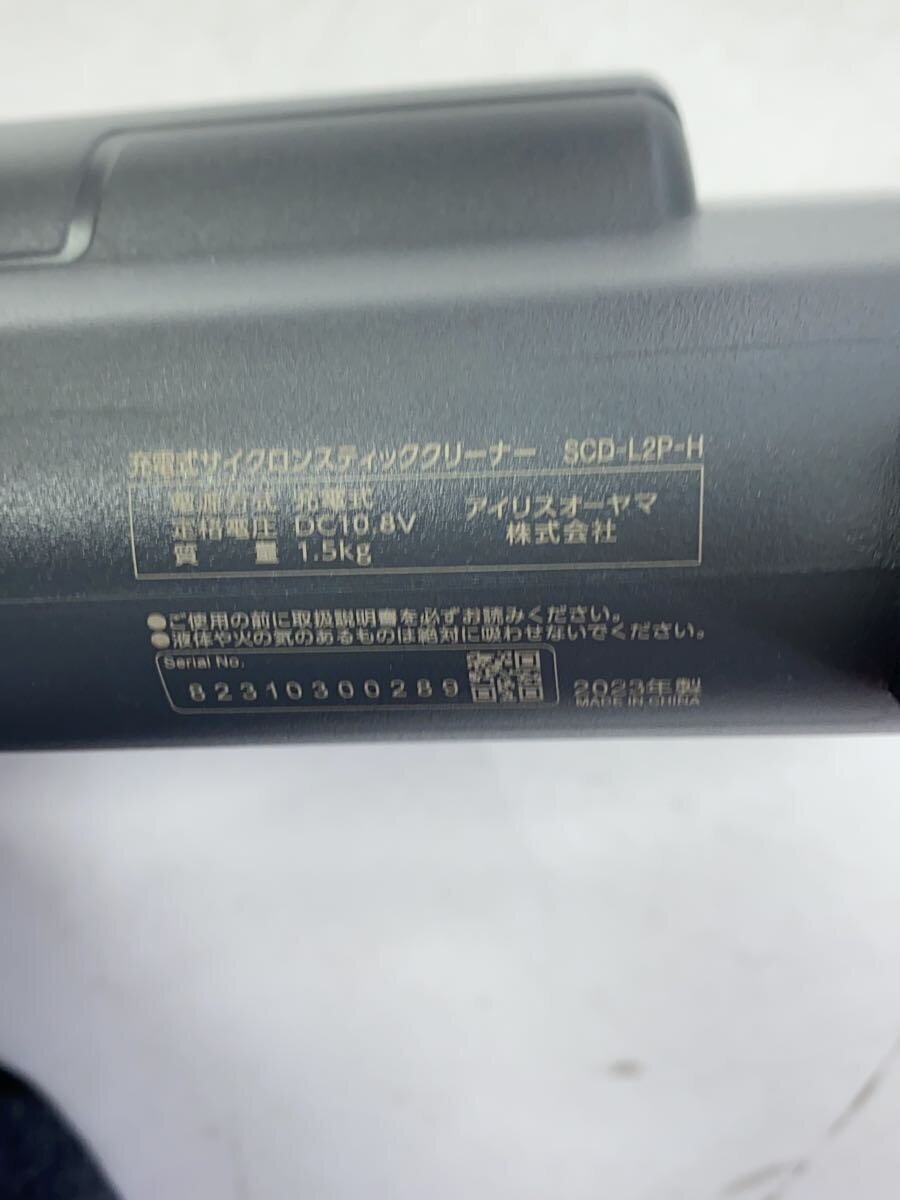 充電式サイクロンスティッククリーナー SCD-L2P-H
電源方式 充電式
定格電圧 DC10.8V
質量 1.5kg
アイリスオーヤマ
株式会社
●ご使用の前に取扱説明書を必ずお読みください。
●液体や火の気のあるものは絶対に吸わせないでください。
Serial No.
82310300289
2023年製
MADE IN CHINA